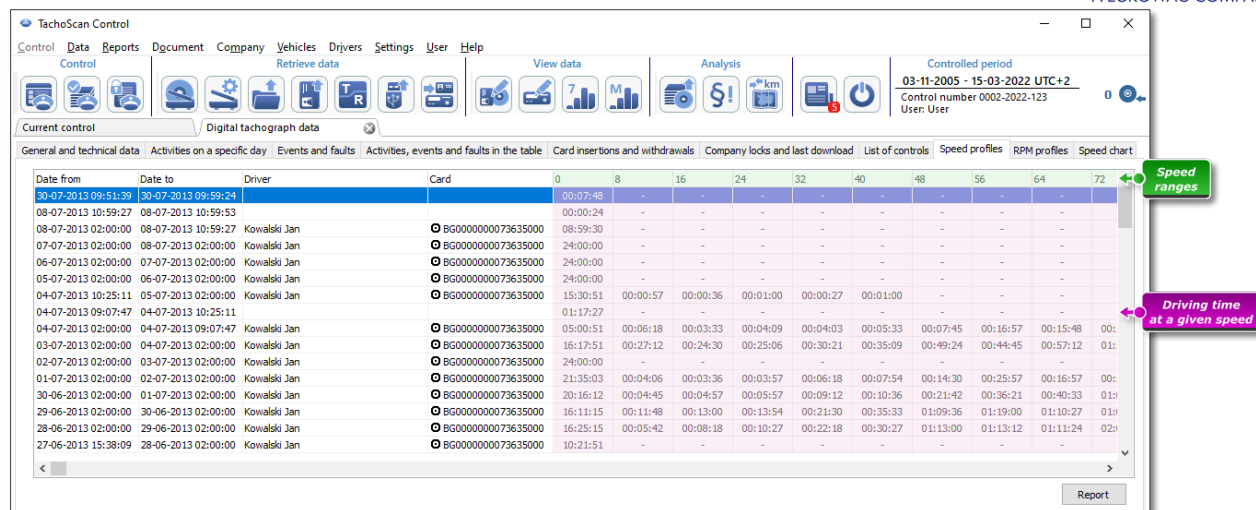 TachoScan Control
Control Data Reports Document Company Vehicles Drivers Settings User Help
Control Retrieve data View data Analysis Controlled period
03-11-2005 - 15-03-2022 UTC+2
Control number 0002-2022-123
User: User
0
5
Current control Digital tachograph data
General and technical data Activities on a specific day Events and faults Activities, events and faults in the table Card insertions and withdrawals Company locks and last download List of controls Speed profiles RPM profiles Speed chart
Date from Date to Driver Card 0 8 16 24 32 40 48 56 64 72
30-07-2013 09:51:39 30-07-2013 09:59:24 00:07:48 - - - - - - - -
08-07-2013 10:59:27 08-07-2013 10:59:53 00:00:24 - - - - - - - -
08-07-2013 02:00:00 08-07-2013 10:59:27 Kowalski Jan BG0000000073635000 08:59:30 - - - - - - - -
07-07-2013 02:00:00 08-07-2013 02:00:00 Kowalski Jan BG0000000073635000 24:00:00 - - - - - - - -
06-07-2013 02:00:00 07-07-2013 02:00:00 Kowalski Jan BG0000000073635000 24:00:00 - - - - - - - -
05-07-2013 02:00:00 06-07-2013 02:00:00 Kowalski Jan BG0000000073635000 24:00:00 - - - - - - - -
04-07-2013 10:25:11 05-07-2013 02:00:00 Kowalski Jan BG0000000073635000 15:30:51 00:00:57 00:00:36 00:01:00 00:00:27 00:01:00 - - -
04-07-2013 09:07:47 04-07-2013 10:25:11 01:17:27 - - - - - - - -
04-07-2013 02:00:00 04-07-2013 09:07:47 Kowalski Jan BG0000000073635000 05:00:51 00:06:18 00:03:33 00:04:09 00:04:03 00:05:33 00:07:45 00:16:57 00:15:48 00:
03-07-2013 02:00:00 04-07-2013 02:00:00 Kowalski Jan BG0000000073635000 16:17:51 00:27:12 00:24:30 00:25:06 00:30:21 00:35:09 00:49:24 00:44:45 00:57:12 01:
02-07-2013 02:00:00 03-07-2013 02:00:00 Kowalski Jan BG0000000073635000 24:00:00 - - - - - - - -
01-07-2013 02:00:00 02-07-2013 02:00:00 Kowalski Jan BG0000000073635000 21:35:03 00:04:06 00:03:36 00:03:57 00:06:18 00:07:54 00:14:30 00:25:57 00:16:57 00:
30-06-2013 02:00:00 01-07-2013 02:00:00 Kowalski Jan BG0000000073635000 20:16:12 00:04:45 00:04:57 00:05:57 00:09:12 00:10:36 00:21:42 00:36:21 00:40:33 01:
29-06-2013 02:00:00 30-06-2013 02:00:00 Kowalski Jan BG0000000073635000 16:11:15 00:11:48 00:13:00 00:13:54 00:21:30 00:35:33 01:09:36 01:19:00 01:10:27 01:
28-06-2013 02:00:00 29-06-2013 02:00:00 Kowalski Jan BG0000000073635000 16:25:15 00:05:42 00:08:18 00:10:27 00:22:18 00:30:27 01:13:00 01:13:12 01:11:24 02:
27-06-2013 15:38:09 28-06-2013 02:00:00 Kowalski Jan BG0000000073635000 10:21:51 - - - - - - - -
Speed
ranges
Driving time
at a given speed
Report